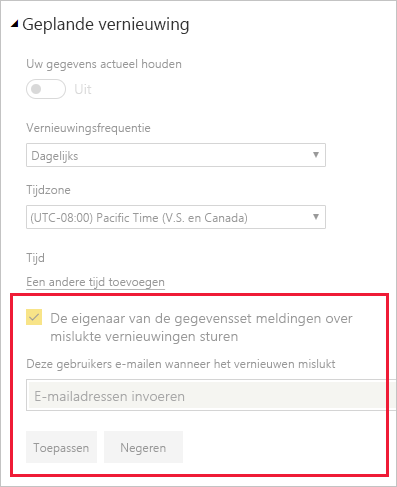 Geplande vernieuwing
Uw gegevens actueel houden
Uit
Vernieuwingsfrequentie
Dagelijks
Tijdzone
(UTC-08:00) Pacific Time (V.S. en Canada)
Tijd
Een andere tijd toevoegen
De eigenaar van de gegevensset meldingen over
mislukte vernieuwingen sturen
Deze gebruikers e-mailen wanneer het vernieuwen mislukt
E-mailadressen invoeren
Toepassen Negeren